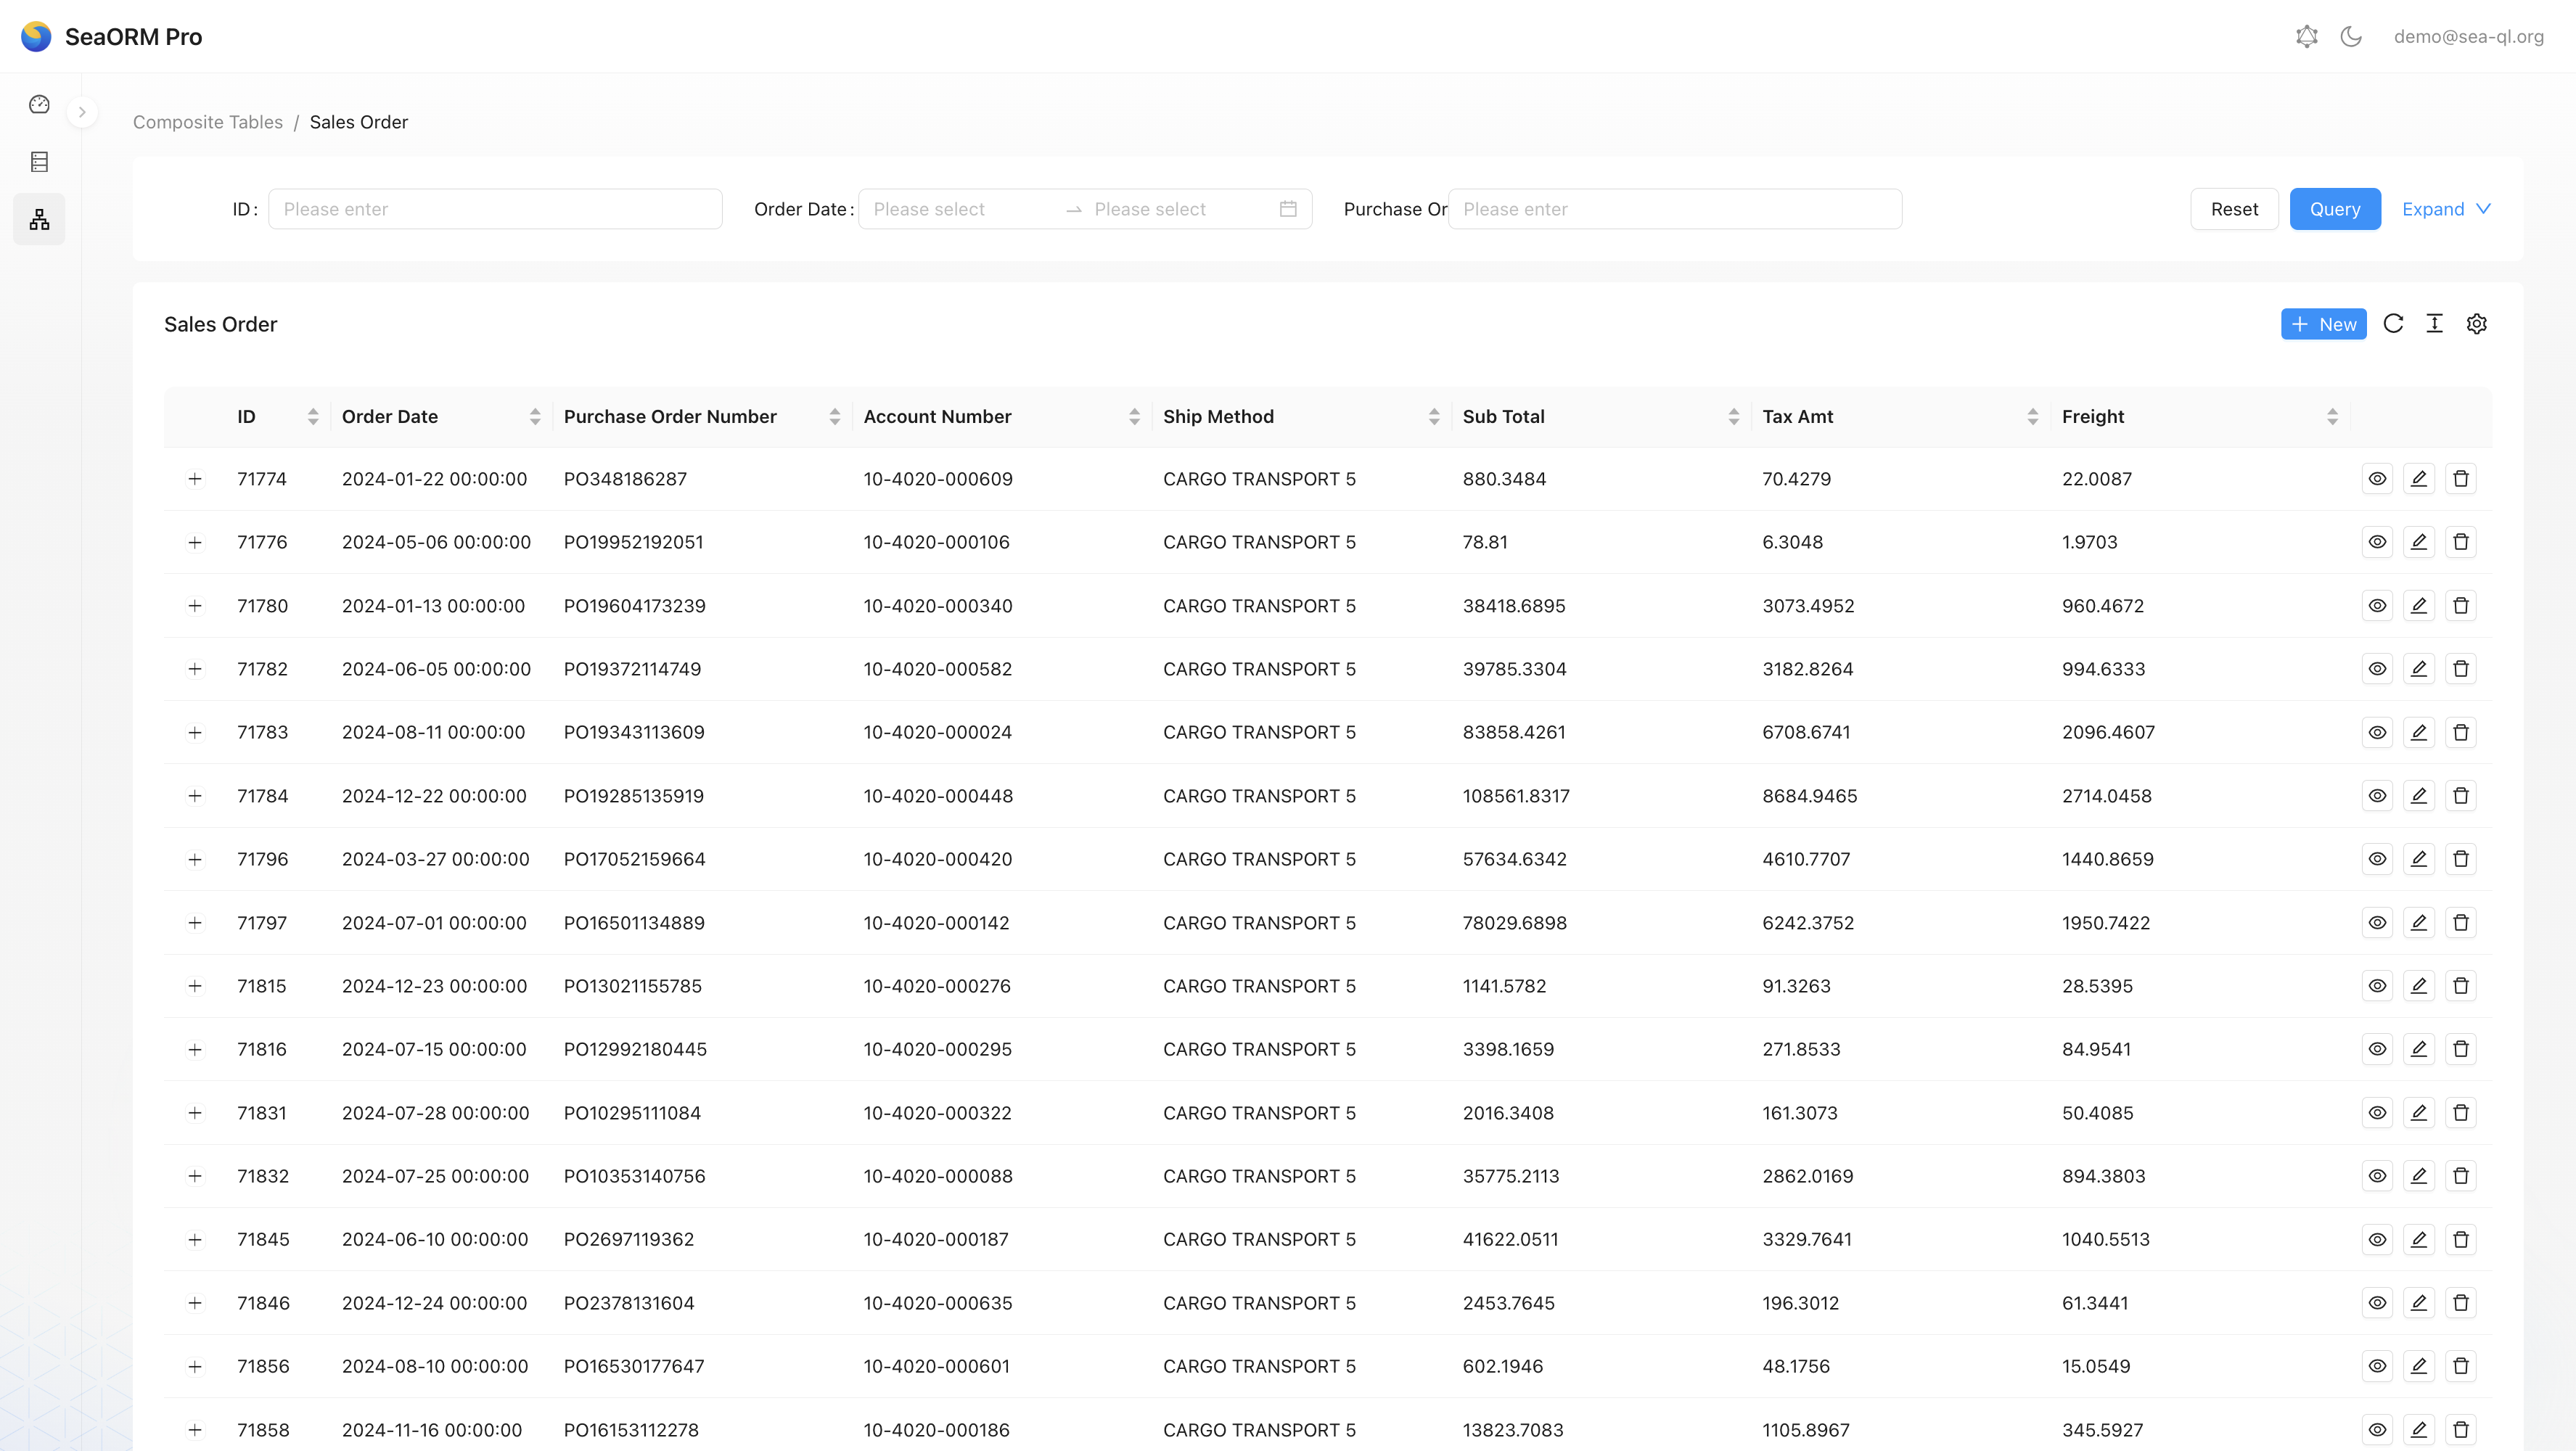 SeaORM Pro
demo@sea-ql.org
Composite Tables / Sales Order
ID : Please enter Order Date : Please select Please select Purchase Or Please enter Reset Query Expand
Sales Order New
ID Order Date Purchase Order Number Account Number Ship Method Sub Total Tax Amt Freight
71774 2024-01-22 00:00:00 PO348186287 10-4020-000609 CARGO TRANSPORT 5 880.3484 70.4279 22.0087
71776 2024-05-06 00:00:00 PO19952192051 10-4020-000106 CARGO TRANSPORT 5 78.81 6.3048 1.9703
71780 2024-01-13 00:00:00 PO19604173239 10-4020-000340 CARGO TRANSPORT 5 38418.6895 3073.4952 960.4672
71782 2024-06-05 00:00:00 PO19372114749 10-4020-000582 CARGO TRANSPORT 5 39785.3304 3182.8264 994.6333
71783 2024-08-11 00:00:00 PO19343113609 10-4020-000024 CARGO TRANSPORT 5 83858.4261 6708.6741 2096.4607
71784 2024-12-22 00:00:00 PO19285135919 10-4020-000448 CARGO TRANSPORT 5 108561.8317 8684.9465 2714.0458
71796 2024-03-27 00:00:00 PO17052159664 10-4020-000420 CARGO TRANSPORT 5 57634.6342 4610.7707 1440.8659
71797 2024-07-01 00:00:00 PO16501134889 10-4020-000142 CARGO TRANSPORT 5 78029.6898 6242.3752 1950.7422
71815 2024-12-23 00:00:00 PO13021155785 10-4020-000276 CARGO TRANSPORT 5 1141.5782 91.3263 28.5395
71816 2024-07-15 00:00:00 PO12992180445 10-4020-000295 CARGO TRANSPORT 5 3398.1659 271.8533 84.9541
71831 2024-07-28 00:00:00 PO10295111084 10-4020-000322 CARGO TRANSPORT 5 2016.3408 161.3073 50.4085
71832 2024-07-25 00:00:00 PO10353140756 10-4020-000088 CARGO TRANSPORT 5 35775.2113 2862.0169 894.3803
71845 2024-06-10 00:00:00 PO2697119362 10-4020-000187 CARGO TRANSPORT 5 41622.0511 3329.7641 1040.5513
71846 2024-12-24 00:00:00 PO2378131604 10-4020-000635 CARGO TRANSPORT 5 2453.7645 196.3012 61.3441
71856 2024-08-10 00:00:00 PO16530177647 10-4020-000601 CARGO TRANSPORT 5 602.1946 48.1756 15.0549
71858 2024-11-16 00:00:00 PO16153112278 10-4020-000186 CARGO TRANSPORT 5 13823.7083 1105.8967 345.5927